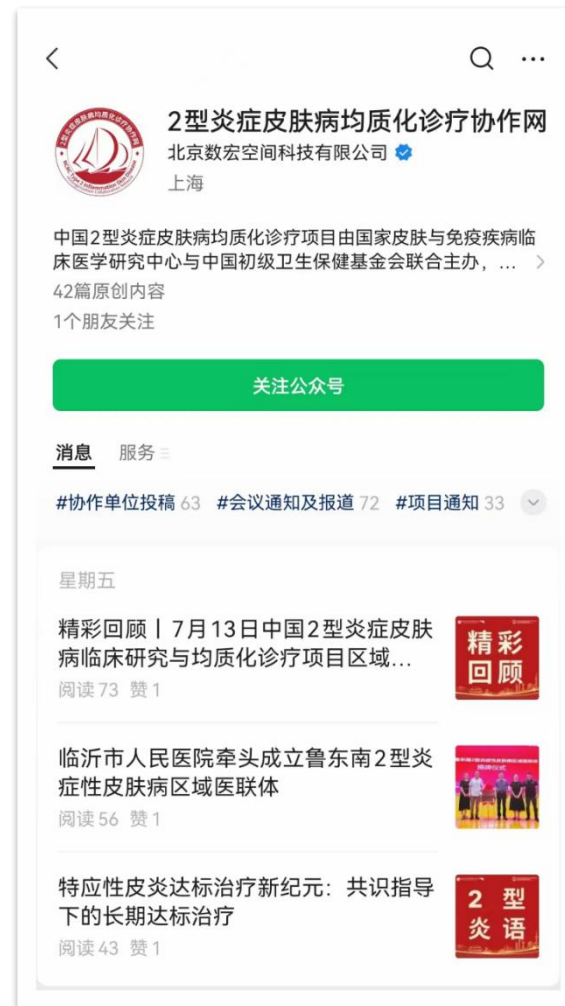 2型炎症皮肤病均质化诊疗协作网
北京数宏空间科技有限公司
上海
中国2型炎症皮肤病均质化诊疗项目由国家皮肤与免疫疾病临
床医学研究中心与中国初级卫生保健基金会联合主办，...
42篇原创内容
1个朋友关注
关注公众号
消息 服务
#协作单位投稿 63 #会议通知及报道 72 #项目通知 33
星期五
精彩回顾丨7月13日中国2型炎症皮肤
病临床研究与均质化诊疗项目区域...
阅读 73 赞 1
精彩
回顾
临沂市人民医院牵头成立鲁东南2型炎
症性皮肤病区域医联体
阅读 56 赞 1
特应性皮炎达标治疗新纪元：共识指导
下的长期达标治疗
阅读 43 赞 1
2 型
炎 语